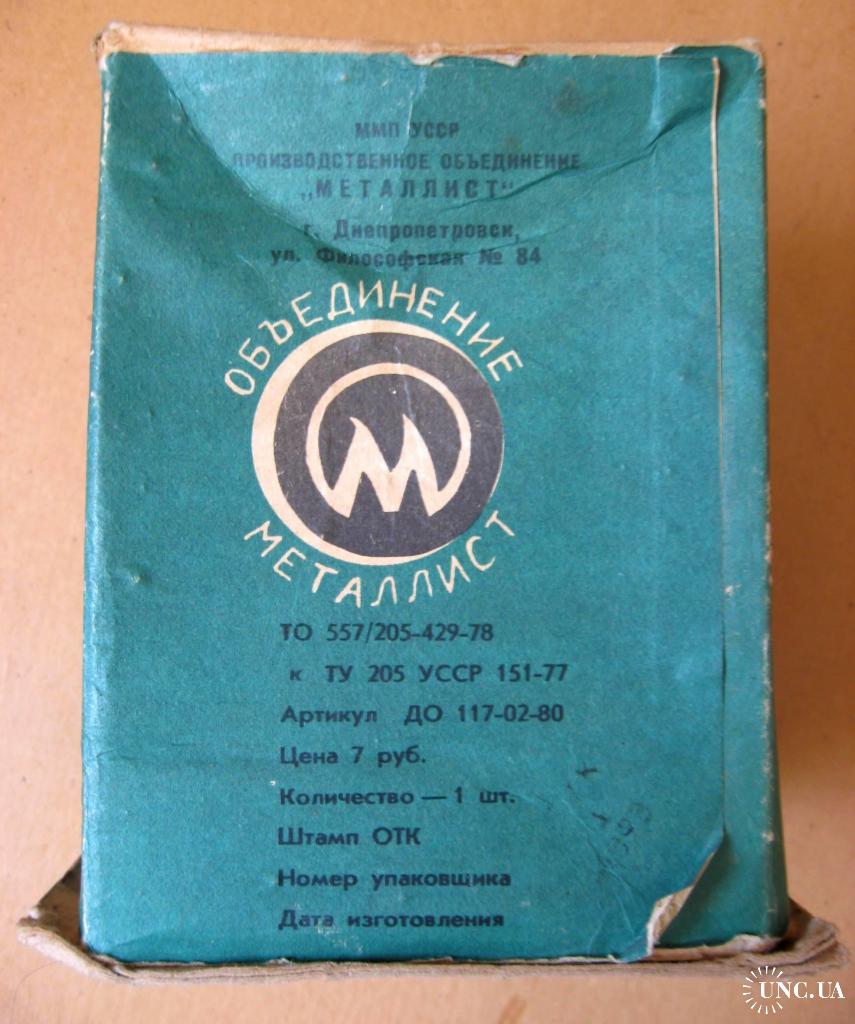 ММП УССР
ПРОИЗВОДСТВЕННОЕ ОБЪЕДИНЕНИЕ
„МЕТАЛЛИСТ"
г. Днепропетровск,
ул. Философская № 84
ОБЪЕДИНЕНИЕ
М
МЕТАЛЛИСТ
ТО 557/205-429-78
к ТУ 205 УССР 151-77
Артикул ДО 117-02-80
Цена 7 руб.
Количество — 1 шт.
Штамп ОТК
Номер упаковщика
Дата изготовления
UNC.UA